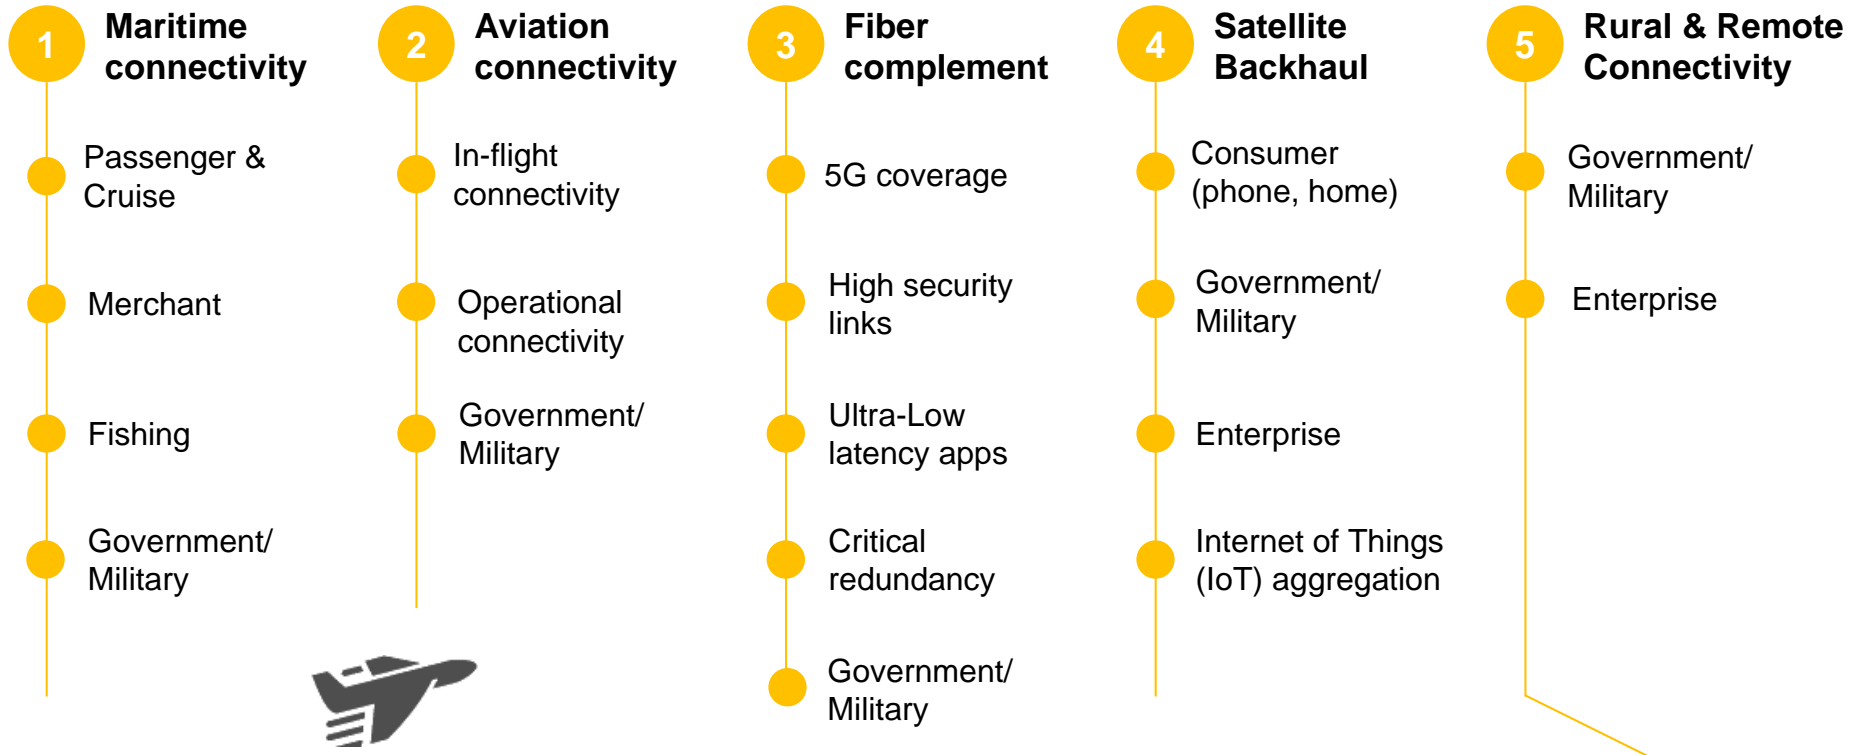 1
Maritime
connectivity
Passenger &
Cruise
Merchant
Fishing
Government/
Military
2
Aviation
connectivity
In-flight
connectivity
Operational
connectivity
Government/
Military
3
Fiber
complement
5G coverage
High security
links
Ultra-Low
latency apps
Critical
redundancy
Government/
Military
4
Satellite
Backhaul
Consumer
(phone, home)
Government/
Military
Enterprise
Internet of Things
(IoT) aggregation
5
Rural & Remote
Connectivity
Government/
Military
Enterprise